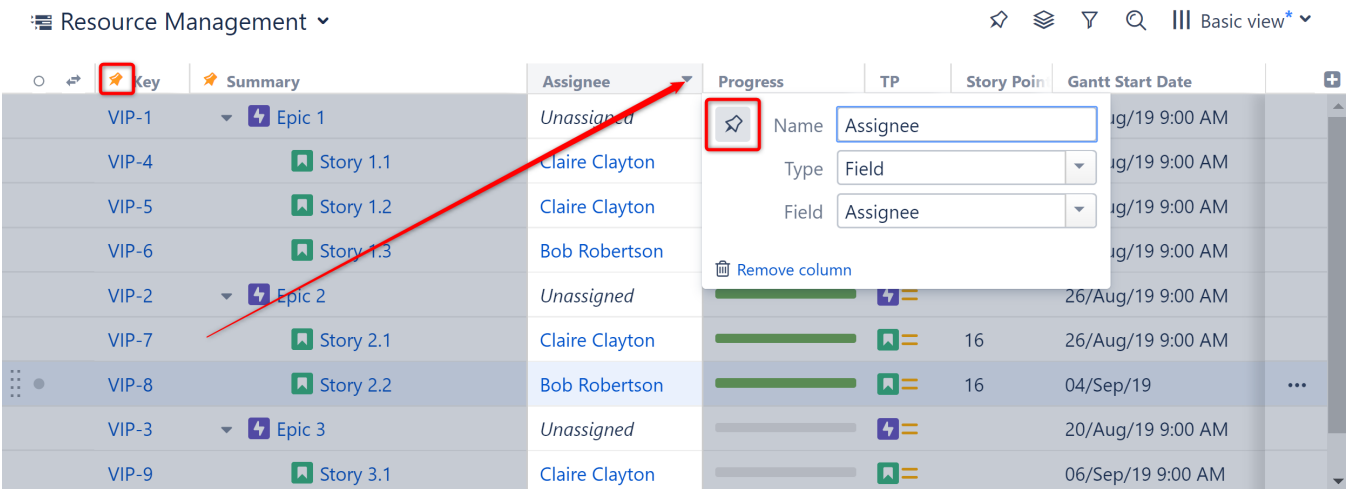 Resource Management
Basic view*
Key Summary Assignee Progress TP Story Poin Gantt Start Date
VIP-1 Epic 1 Unassigned ug/19 9:00 AM
Name Assignee
VIP-4 Story 1.1 Claire Clayton ug/19 9:00 AM
Type Field
VIP-5 Story 1.2 Claire Clayton ug/19 9:00 AM
Field Assignee
VIP-6 Story 1.3 Bob Robertson ug/19 9:00 AM
Remove column
VIP-2 Epic 2 Unassigned 26/Aug/19 9:00 AM
VIP-7 Story 2.1 Claire Clayton 16 26/Aug/19 9:00 AM
VIP-8 Story 2.2 Bob Robertson 16 04/Sep/19
VIP-3 Epic 3 Unassigned 20/Aug/19 9:00 AM
VIP-9 Story 3.1 Claire Clayton 06/Sep/19 9:00 AM